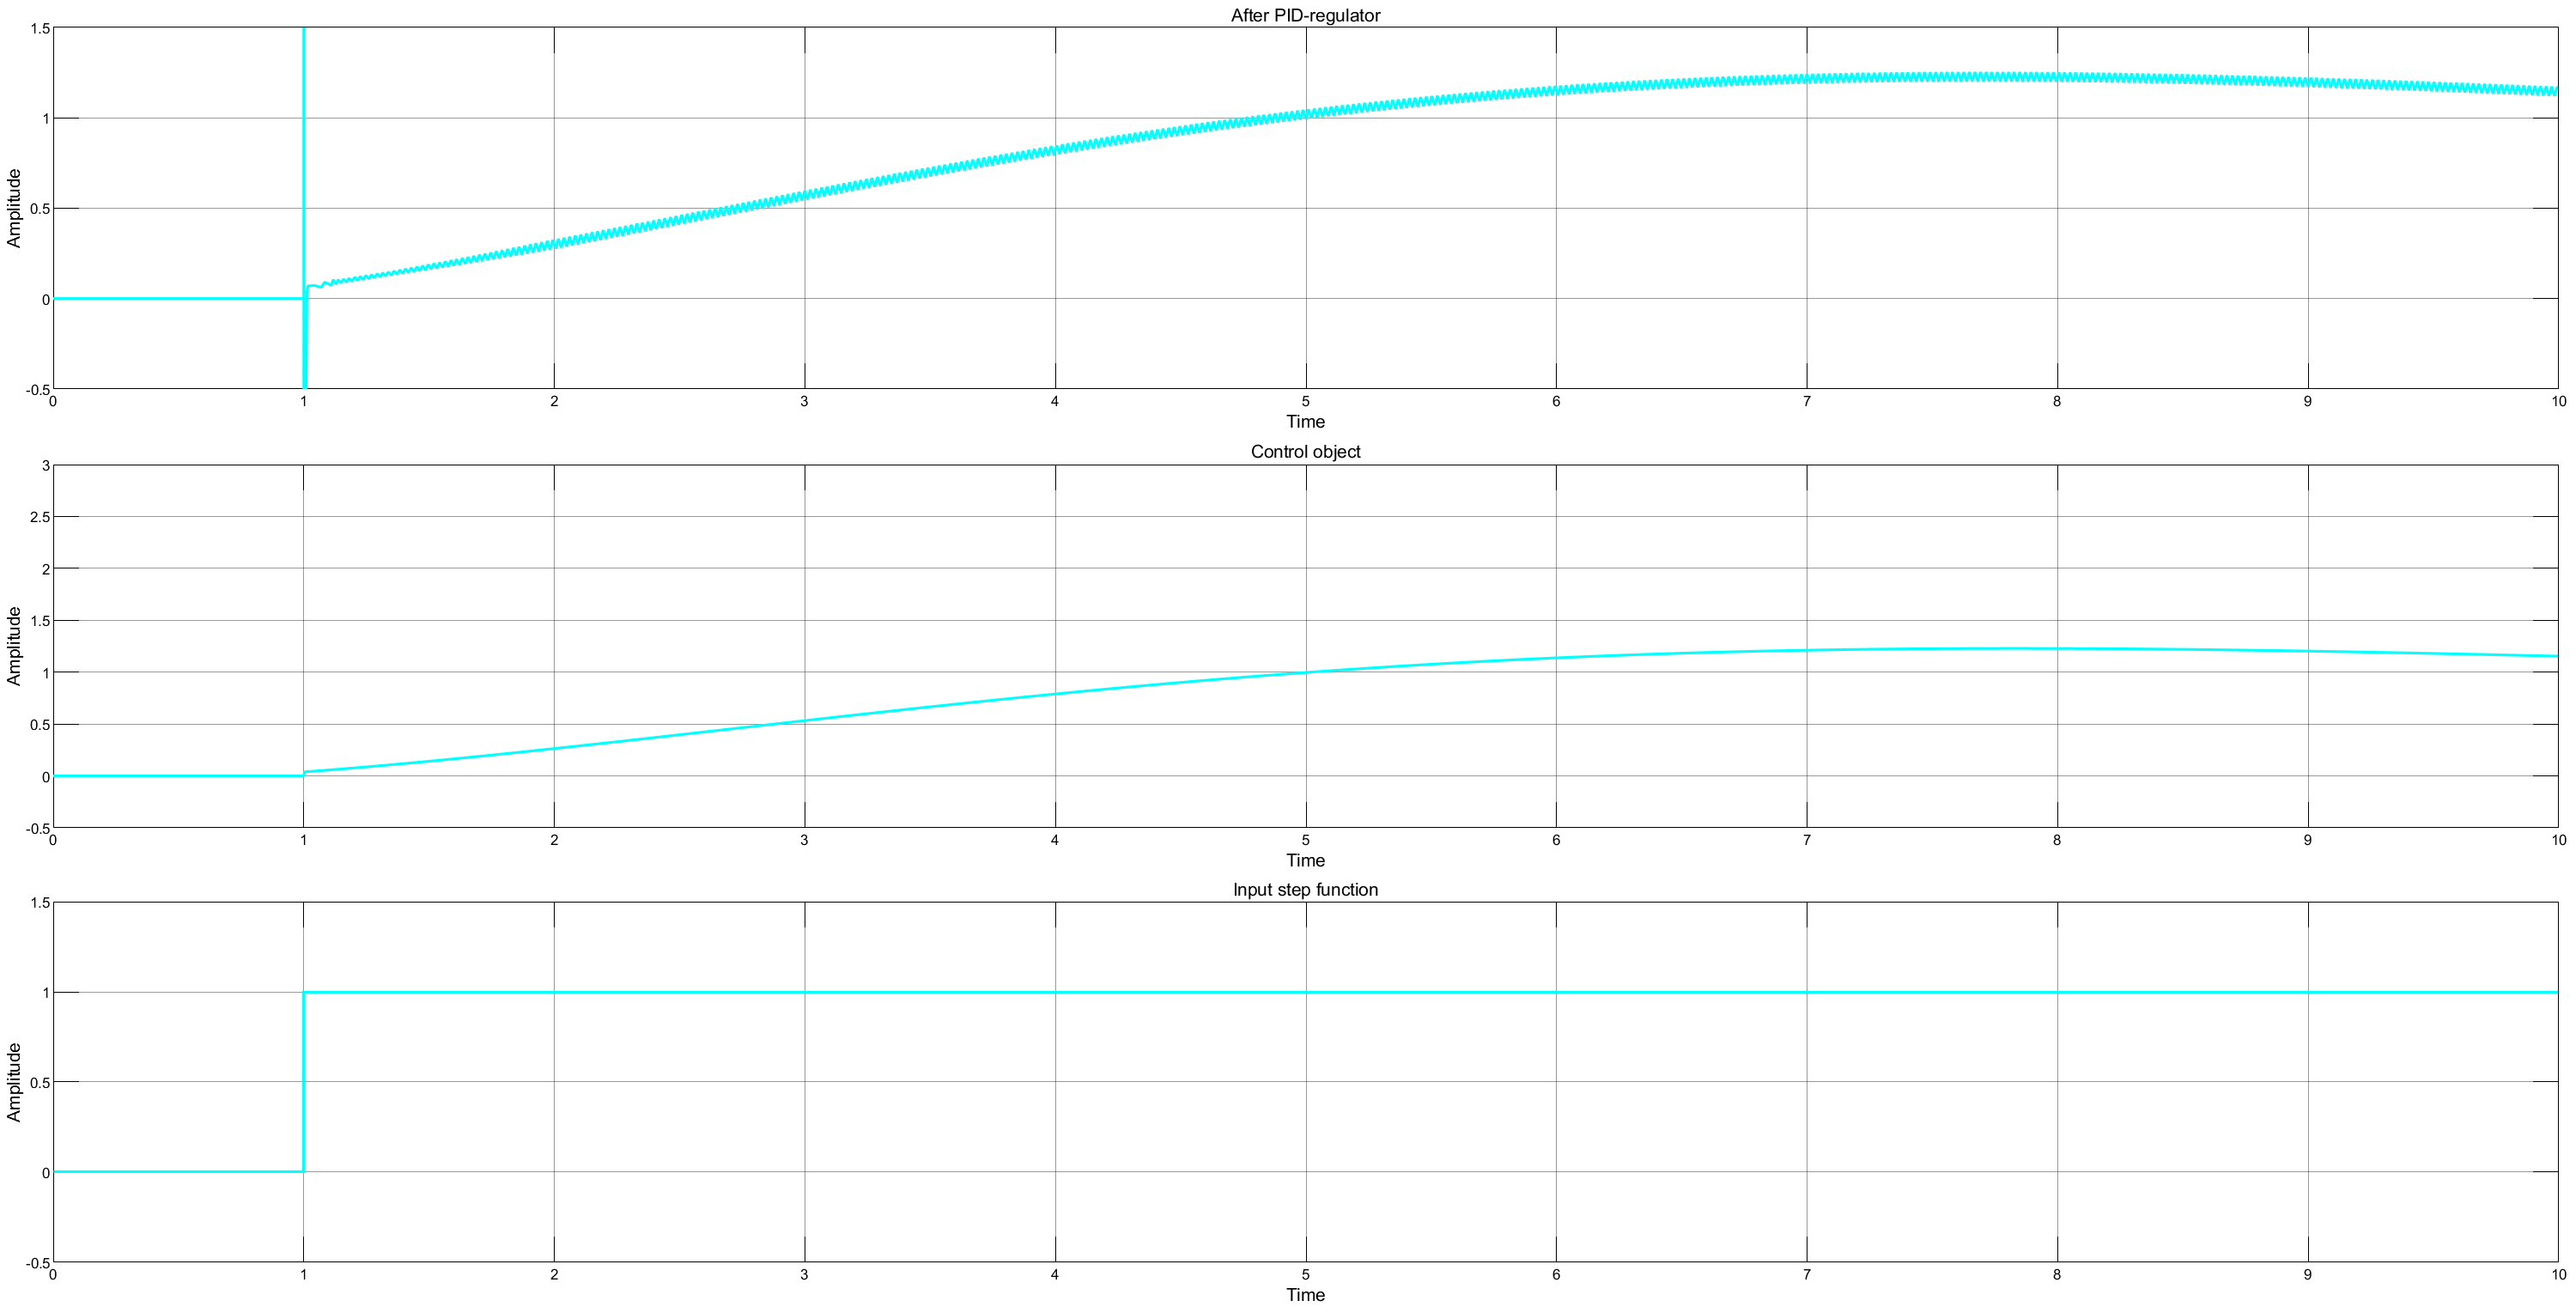 After PID-regulator
1.5
1
0.5
0
-0.5
Amplitude
0 1 2 3 4 5 6 7 8 9 10
Time
Control object
3
2.5
2
1.5
1
0.5
0
-0.5
Amplitude
0 1 2 3 4 5 6 7 8 9 10
Time
Input step function
1.5
1
0.5
0
-0.5
Amplitude
0 1 2 3 4 5 6 7 8 9 10
Time